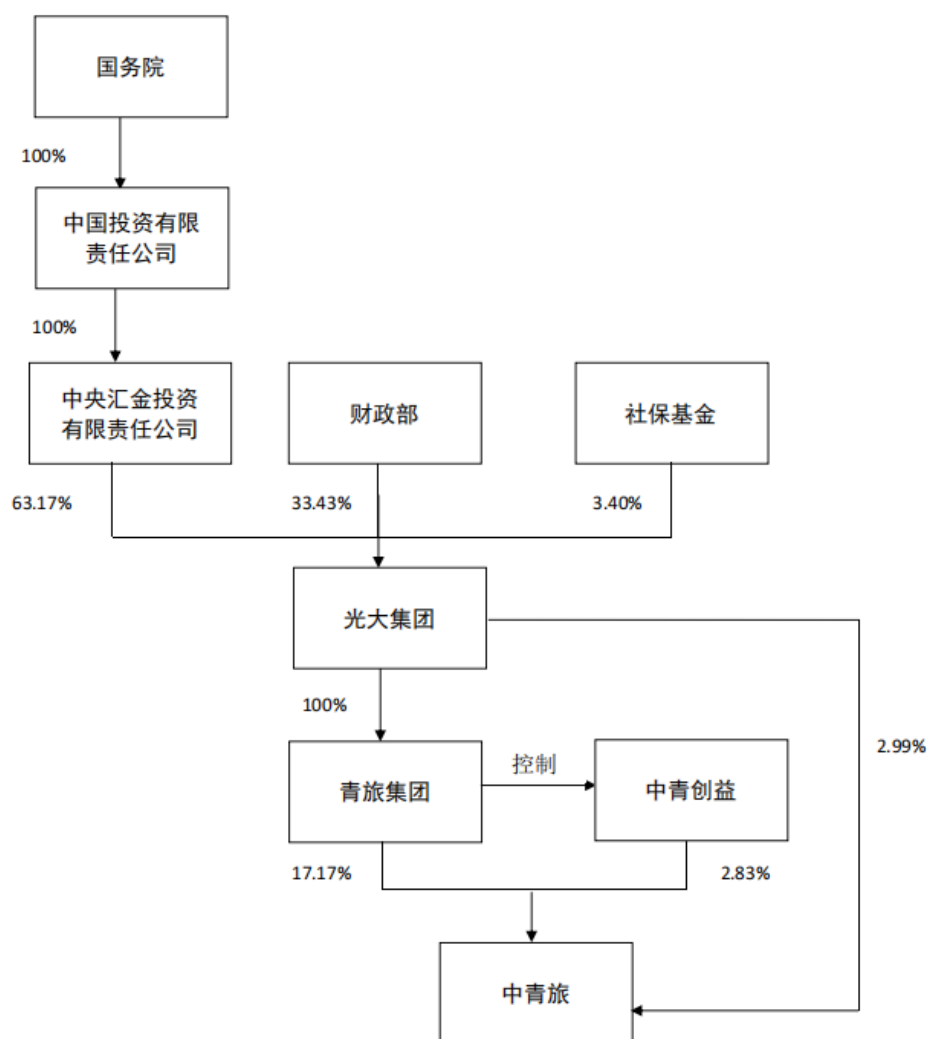 国务院
100%
中国投资有限
责任公司
100%
中央汇金投资
有限责任公司
财政部
社保基金
63.17%
33.43%
3.40%
光大集团
100%
2.99%
青旅集团
控制
中青创益
17.17%
2.83%
中青旅